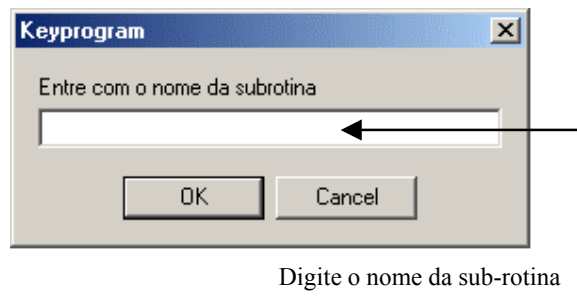 Keyprogram
Entre com o nome da subrotina
OK Cancel
Digite o nome da sub-rotina